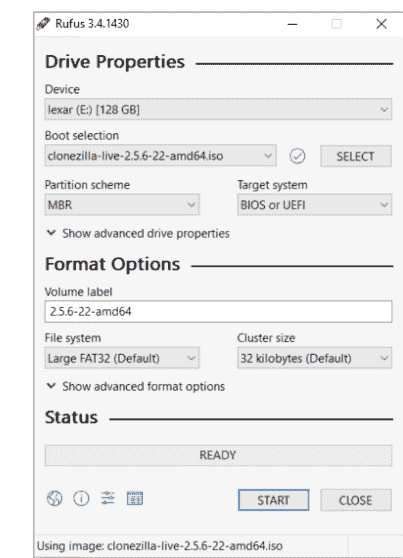 Rufus 3.4.1430
Drive Properties
Device
lexar (E:) [128 GB]
Boot selection
clonezilla-live-2.5.6-22-amd64.iso
SELECT
Partition scheme
Target system
MBR
BIOS or UEFI
Show advanced drive properties
Format Options
Volume label
2.5.6-22-amd64
File system
Cluster size
Large FAT32 (Default)
32 kilobytes (Default)
Show advanced format options
Status
READY
START
CLOSE
Using image: clonezilla-live-2.5.6-22-amd64.iso